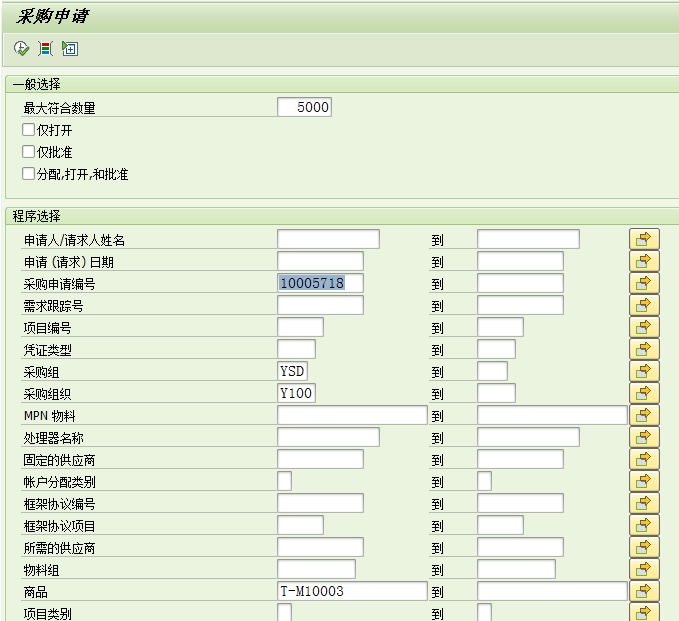 采购申请
一般选择
最大符合数量 5000
仅打开
仅批准
分配,打开,和批准
程序选择
申请人/请求人姓名 到
申请（请求）日期 到
采购申请编号 10005718 到
需求跟踪号 到
项目编号 到
凭证类型 到
采购组 YSD 到
采购组织 Y100 到
MPN 物料 到
处理器名称 到
固定的供应商 到
帐户分配类别 到
框架协议编号 到
框架协议项目 到
所需的供应商 到
物料组 到
商品 T-M10003 到
项目类别 到